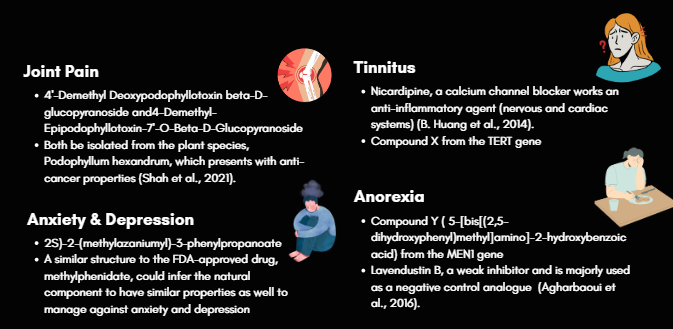 Joint Pain
4'-Demethyl Deoxypodophyllotoxin beta-D-
glucopyranoside and4-Demethyl-
Epipodophyllotoxin-7'-O-Beta-D-Glucopyranoside
Both be isolated from the plant species,
Podophyllum hexandrum, which presents with anti-
cancer properties (Shah et al., 2021).
Anxiety & Depression
2S)-2-(methylazaniumyl)-3-phenylpropanoate
A similar structure to the FDA-approved drug,
methylphenidate, could infer the natural
component to have similar properties as well to
manage against anxiety and depression
Tinnitus
Nicardipine, a calcium channel blocker works an
anti-inflammatory agent (nervous and cardiac
systems) (B. Huang et al., 2014).
Compound X from the TERT gene
Anorexia
Compound Y ( 5-[bis[(2,5-
dihydroxyphenyl)methyl]amino]-2-hydroxybenzoic
acid) from the MEN1 gene
Lavendustin B, a weak inhibitor and is majorly used
as a negative control analogue (Agharbaoui et
al., 2016).